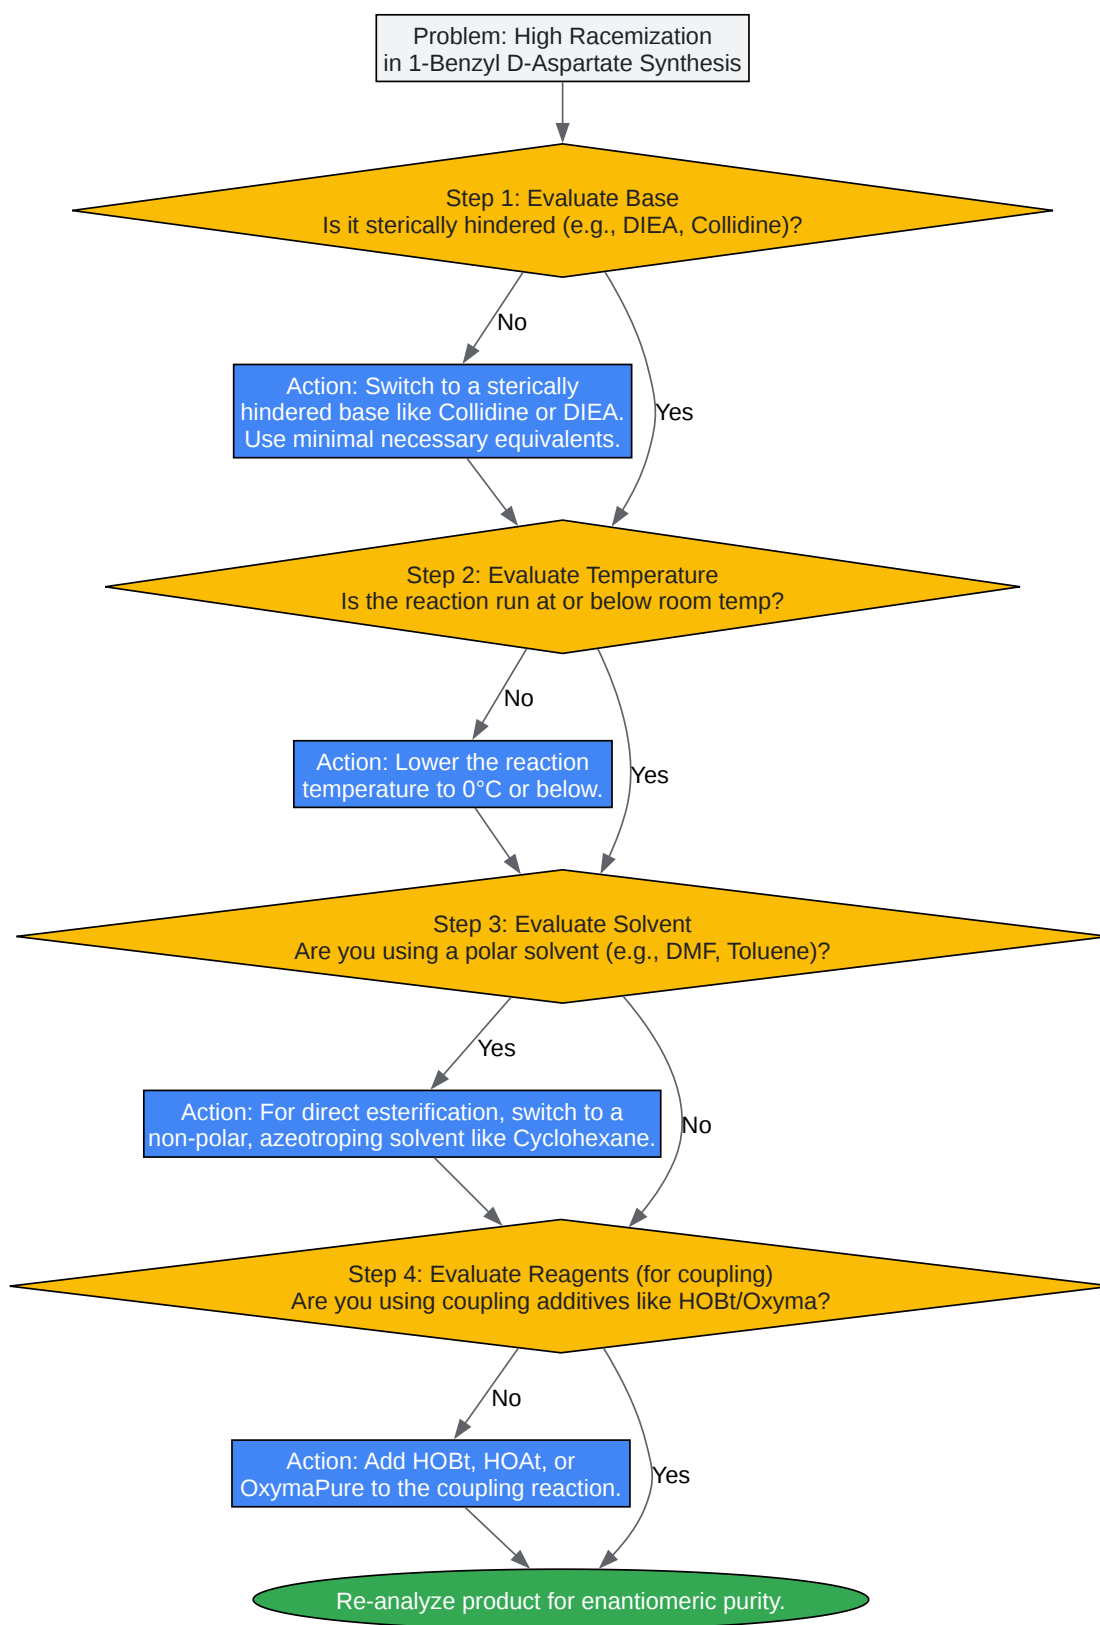 Problem: High Racemization
in 1-Benzyl D-Aspartate Synthesis
Step 1: Evaluate Base
Is it sterically hindered (e.g., DIEA, Collidine)?
No
Action: Switch to a sterically
hindered base like Collidine or DIEA.
Use minimal necessary equivalents.
Yes
Step 2: Evaluate Temperature
Is the reaction run at or below room temp?
No
Action: Lower the reaction
temperature to 0°C or below.
Yes
Step 3: Evaluate Solvent
Are you using a polar solvent (e.g., DMF, Toluene)?
Yes
Action: For direct esterification, switch to a
non-polar, azeotroping solvent like Cyclohexane.
No
Step 4: Evaluate Reagents (for coupling)
Are you using coupling additives like HOBt/Oxyma?
No
Action: Add HOBt, HOAt, or
OxymaPure to the coupling reaction.
Yes
Re-analyze product for enantiomeric purity.